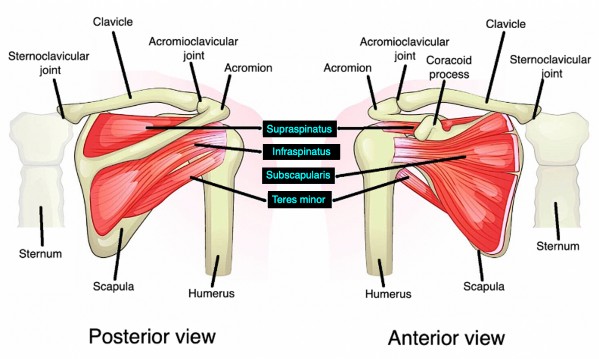 Clavicle
Sternoclavicular
joint
Acromioclavicular
joint
Acromion
Sternum
Scapula
Humerus
Posterior view
Supraspinatus
Infraspinatus
Subscapularis
Teres minor
Clavicle
Acromioclavicular
joint
Acromion
Coracoid
process
Sternoclavicular
joint
Sternum
Scapula
Humerus
Anterior view